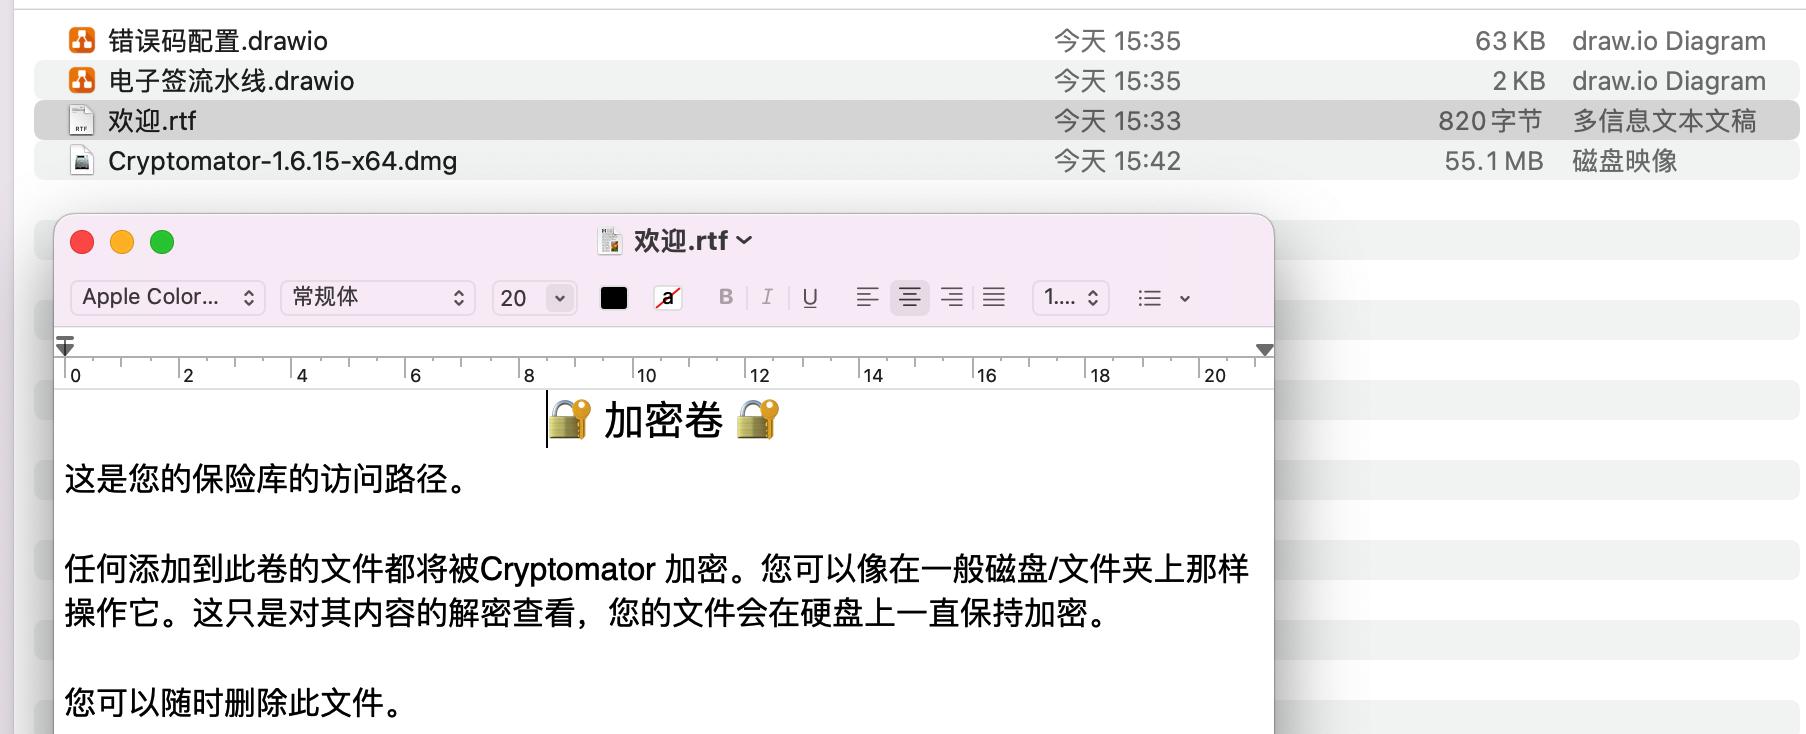 错误码配置.drawio 今天 15:35 63 KB draw.io Diagram
电子签流水线.drawio 今天 15:35 2 KB draw.io Diagram
欢迎.rtf 今天 15:33 820 字节 多信息文本文稿
Cryptomator-1.6.15-x64.dmg 今天 15:42 55.1 MB 磁盘映像
欢迎.rtf
Apple Color... 常规体 20 a B I U 1....
0 2 4 6 8 10 12 14 16 18 20
🔐 加密卷 🔐
这是您的保险库的访问路径。
任何添加到此卷的文件都将被Cryptomator 加密。您可以像在一般磁盘/文件夹上那样
操作它。这只是对其内容的解密查看，您的文件会在硬盘上一直保持加密。
您可以随时删除此文件。